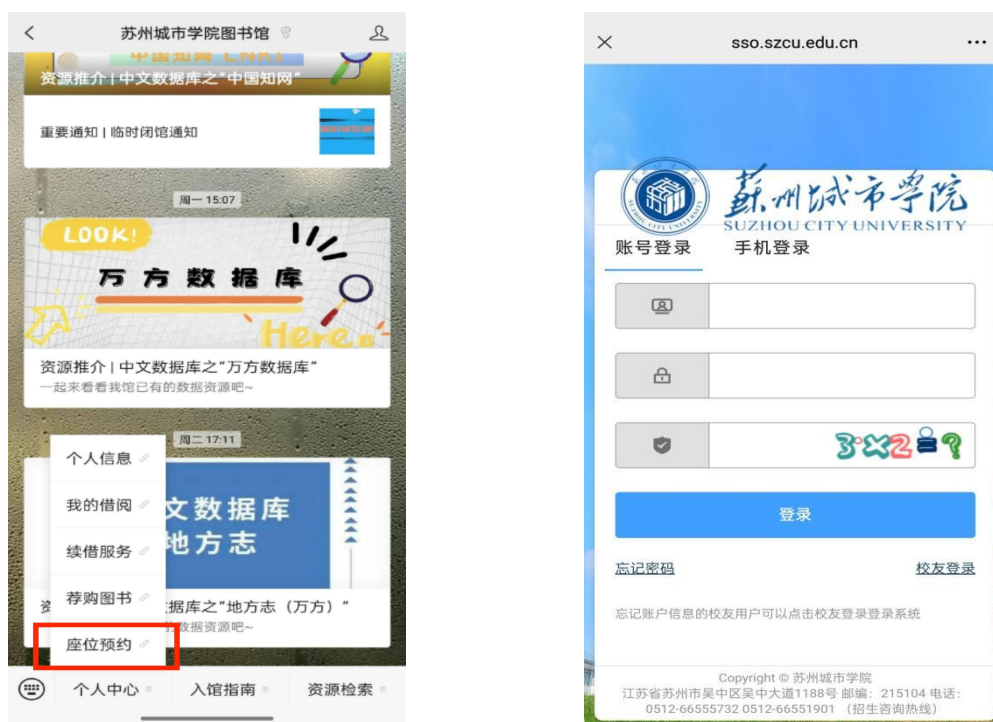 苏州城市学院图书馆
中国知网 CNKI
资源推介 | 中文数据库之“中国知网”
重要通知 | 临时闭馆通知
周一 15:07
LOOK!
万方数据库
Here
资源推介 | 中文数据库之“万方数据库”
一起来看看我馆已有的数据资源吧~
周二 17:11
文数据库
地方志
据库之“地方志（万方）”
数据资源吧~
个人信息
我的借阅
续借服务
荐购图书
座位预约
个人中心
入馆指南
资源检索
sso.szcu.edu.cn
蘇州城市学院
SUZHOU CITY UNIVERSITY
账号登录 手机登录
3×2=?
登录
忘记密码 校友登录
忘记账户信息的校友用户可以点击校友登录登录系统
Copyright © 苏州城市学院
江苏省苏州市吴中区吴中大道1188号 邮编：215104 电话：
0512-66555732 0512-66551901 （招生咨询热线）